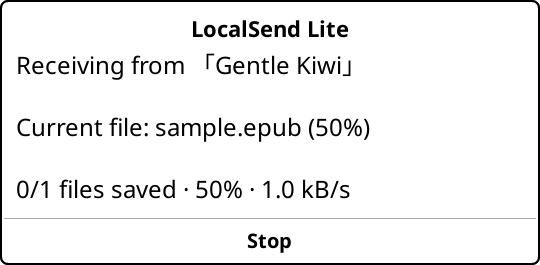 LocalSend Lite
Receiving from 「Gentle Kiwi」
Current file: sample.epub (50%)
0/1 files saved · 50% · 1.0 kB/s
Stop